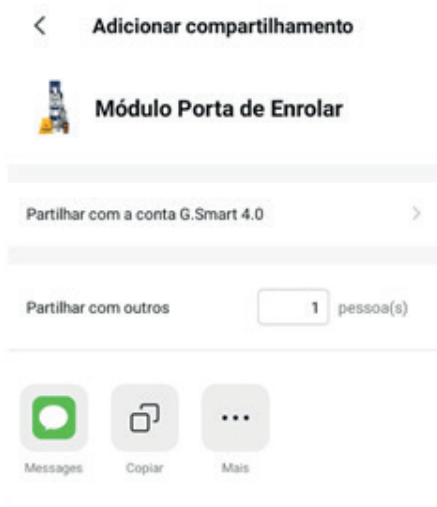 Adicionar compartilhamento
Módulo Porta de Enrolar
Partilhar com a conta G.Smart 4.0
Partilhar com outros 1 pessoa(s)
Messages Copiar Mais